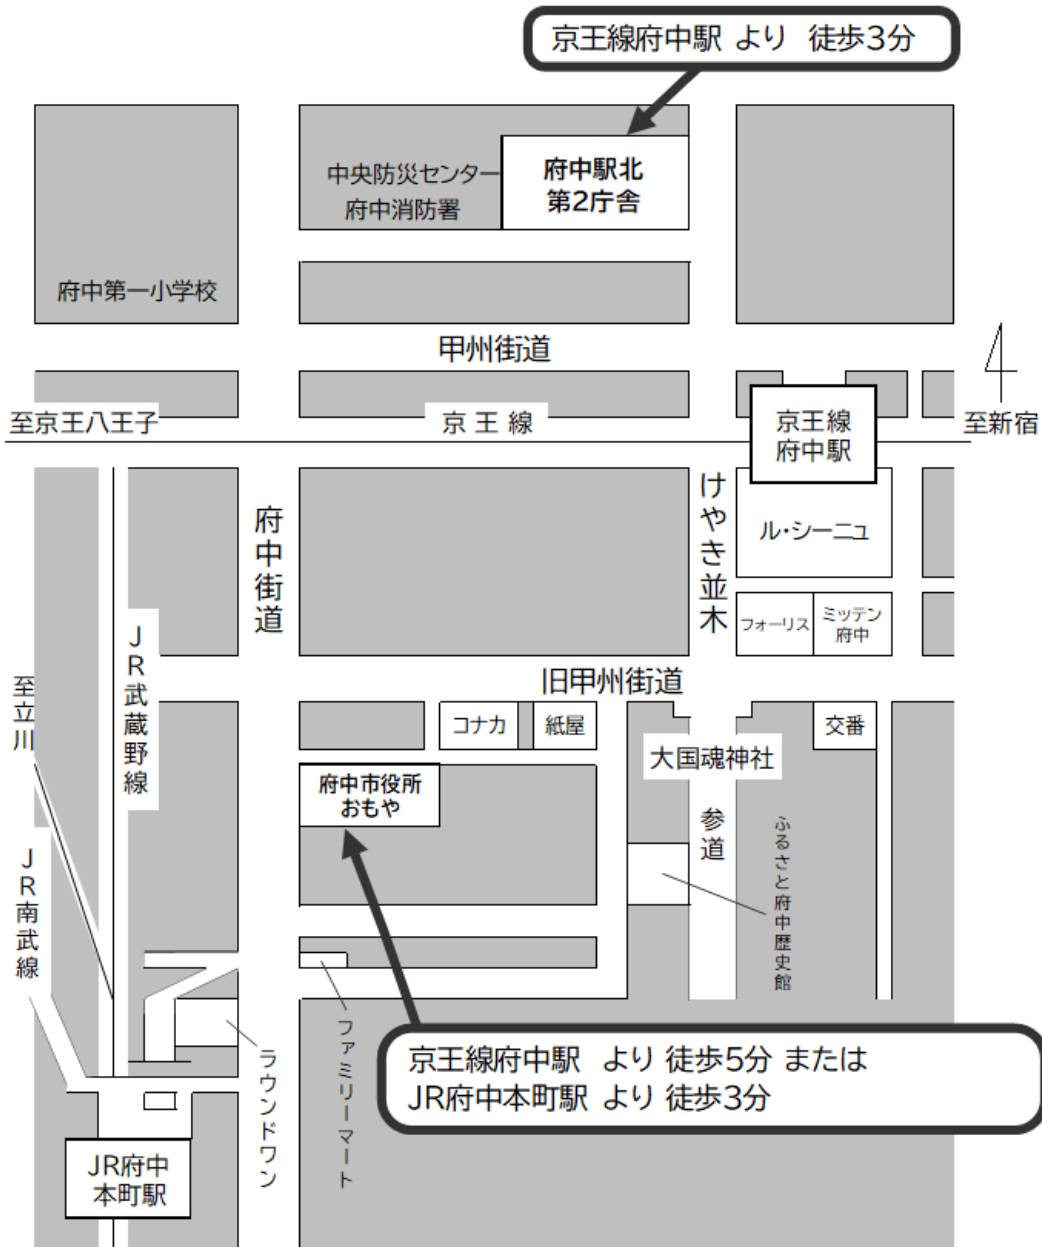 京王線府中駅 より 徒歩3分
中央防災センター
府中消防署
府中駅北
第2庁舎
府中第一小学校
甲州街道
至京王八王子
京王線
京王線
府中駅
至新宿
府中街道
けやき並木
ル・シーニュ
フォーリス
ミッテン
府中
JR武蔵野線
至立川
旧甲州街道
コナカ
紙屋
交番
大国魂神社
府中市役所
おもや
参道
ふるさと府中歴史館
JR南武線
ファミリーマート
ラウンドワン
京王線府中駅 より 徒歩5分 または
JR府中本町駅 より 徒歩3分
JR府中
本町駅